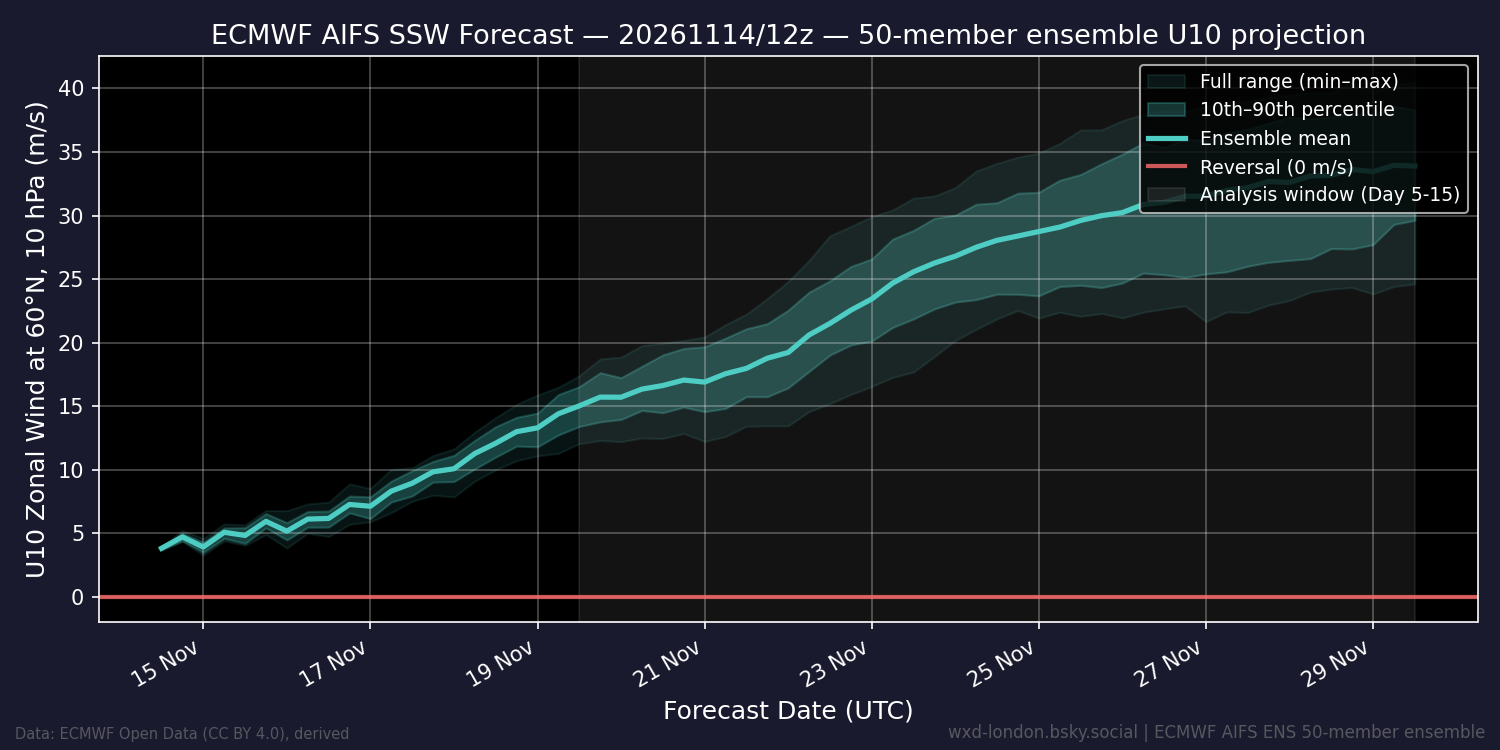 ECMWF AIFS SSW Forecast — 20261114/12z — 50-member ensemble U10 projection
Full range (min–max)
10th–90th percentile
Ensemble mean
Reversal (0 m/s)
Analysis window (Day 5-15)
U10 Zonal Wind at 60°N, 10 hPa (m/s)
40
35
30
25
20
15
10
5
0
15 Nov
17 Nov
19 Nov
21 Nov
23 Nov
25 Nov
27 Nov
29 Nov
Forecast Date (UTC)
Data: ECMWF Open Data (CC BY 4.0), derived
wxd-london.bsky.social | ECMWF AIFS ENS 50-member ensemble